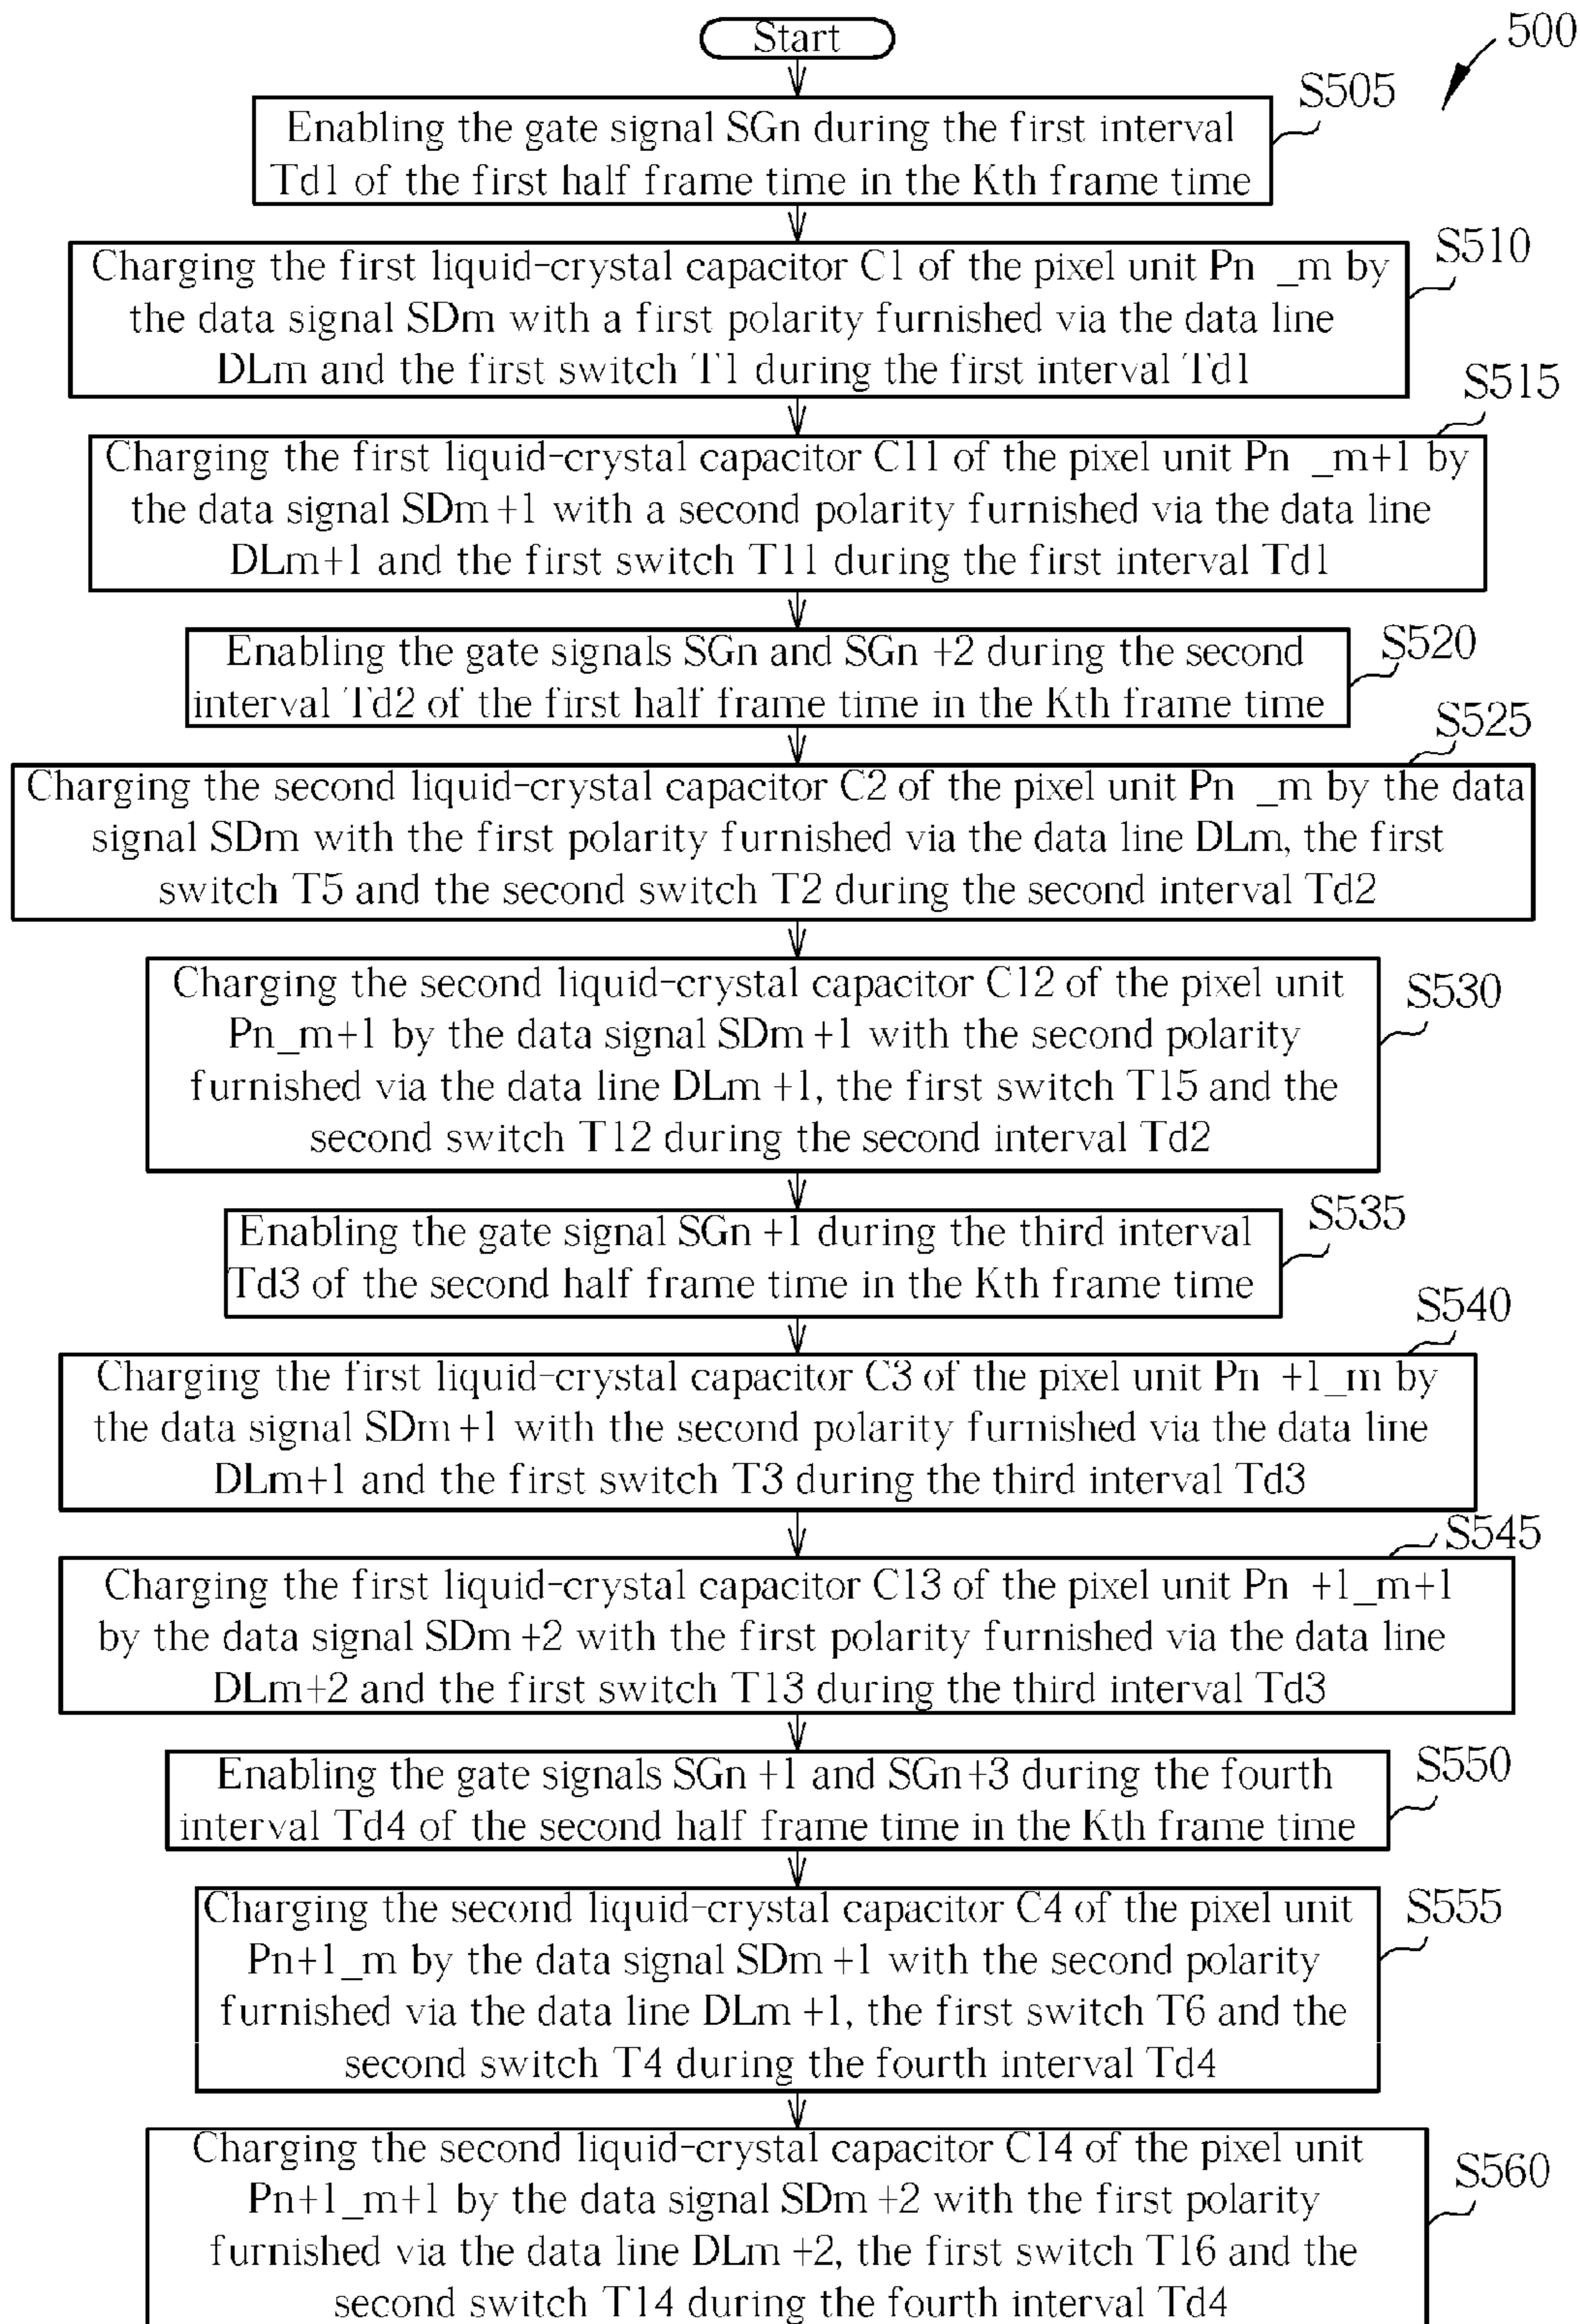 Start
500
S505
Enabling the gate signal SGn during the first interval
Td1 of the first half frame time in the Kth frame time
S510
Charging the first liquid-crystal capacitor C1 of the pixel unit Pn _m by
the data signal SDm with a first polarity furnished via the data line
DLm and the first switch T1 during the first interval Td1
S515
Charging the first liquid-crystal capacitor C11 of the pixel unit Pn _m+1 by
the data signal SDm+1 with a second polarity furnished via the data line
DLm+1 and the first switch T11 during the first interval Td1
S520
Enabling the gate signals SGn and SGn +2 during the second
interval Td2 of the first half frame time in the Kth frame time
S525
Charging the second liquid-crystal capacitor C2 of the pixel unit Pn _m by the data
signal SDm with the first polarity furnished via the data line DLm, the first
switch T5 and the second switch T2 during the second interval Td2
S530
Charging the second liquid-crystal capacitor C12 of the pixel unit
Pn_m+1 by the data signal SDm +1 with the second polarity
furnished via the data line DLm +1, the first switch T15 and the
second switch T12 during the second interval Td2
S535
Enabling the gate signal SGn +1 during the third interval
Td3 of the second half frame time in the Kth frame time
S540
Charging the first liquid-crystal capacitor C3 of the pixel unit Pn +1_m by
the data signal SDm+1 with the second polarity furnished via the data line
DLm+1 and the first switch T3 during the third interval Td3
S545
Charging the first liquid-crystal capacitor C13 of the pixel unit Pn +1_m+1
by the data signal SDm +2 with the first polarity furnished via the data line
DLm+2 and the first switch T13 during the third interval Td3
S550
Enabling the gate signals SGn +1 and SGn+3 during the fourth
interval Td4 of the second half frame time in the Kth frame time
S555
Charging the second liquid-crystal capacitor C4 of the pixel unit
Pn+1_m by the data signal SDm +1 with the second polarity
furnished via the data line DLm +1, the first switch T6 and the
second switch T4 during the fourth interval Td4
S560
Charging the second liquid-crystal capacitor C14 of the pixel unit
Pn+1_m+1 by the data signal SDm +2 with the first polarity
furnished via the data line DLm +2, the first switch T16 and the
second switch T14 during the fourth interval Td4